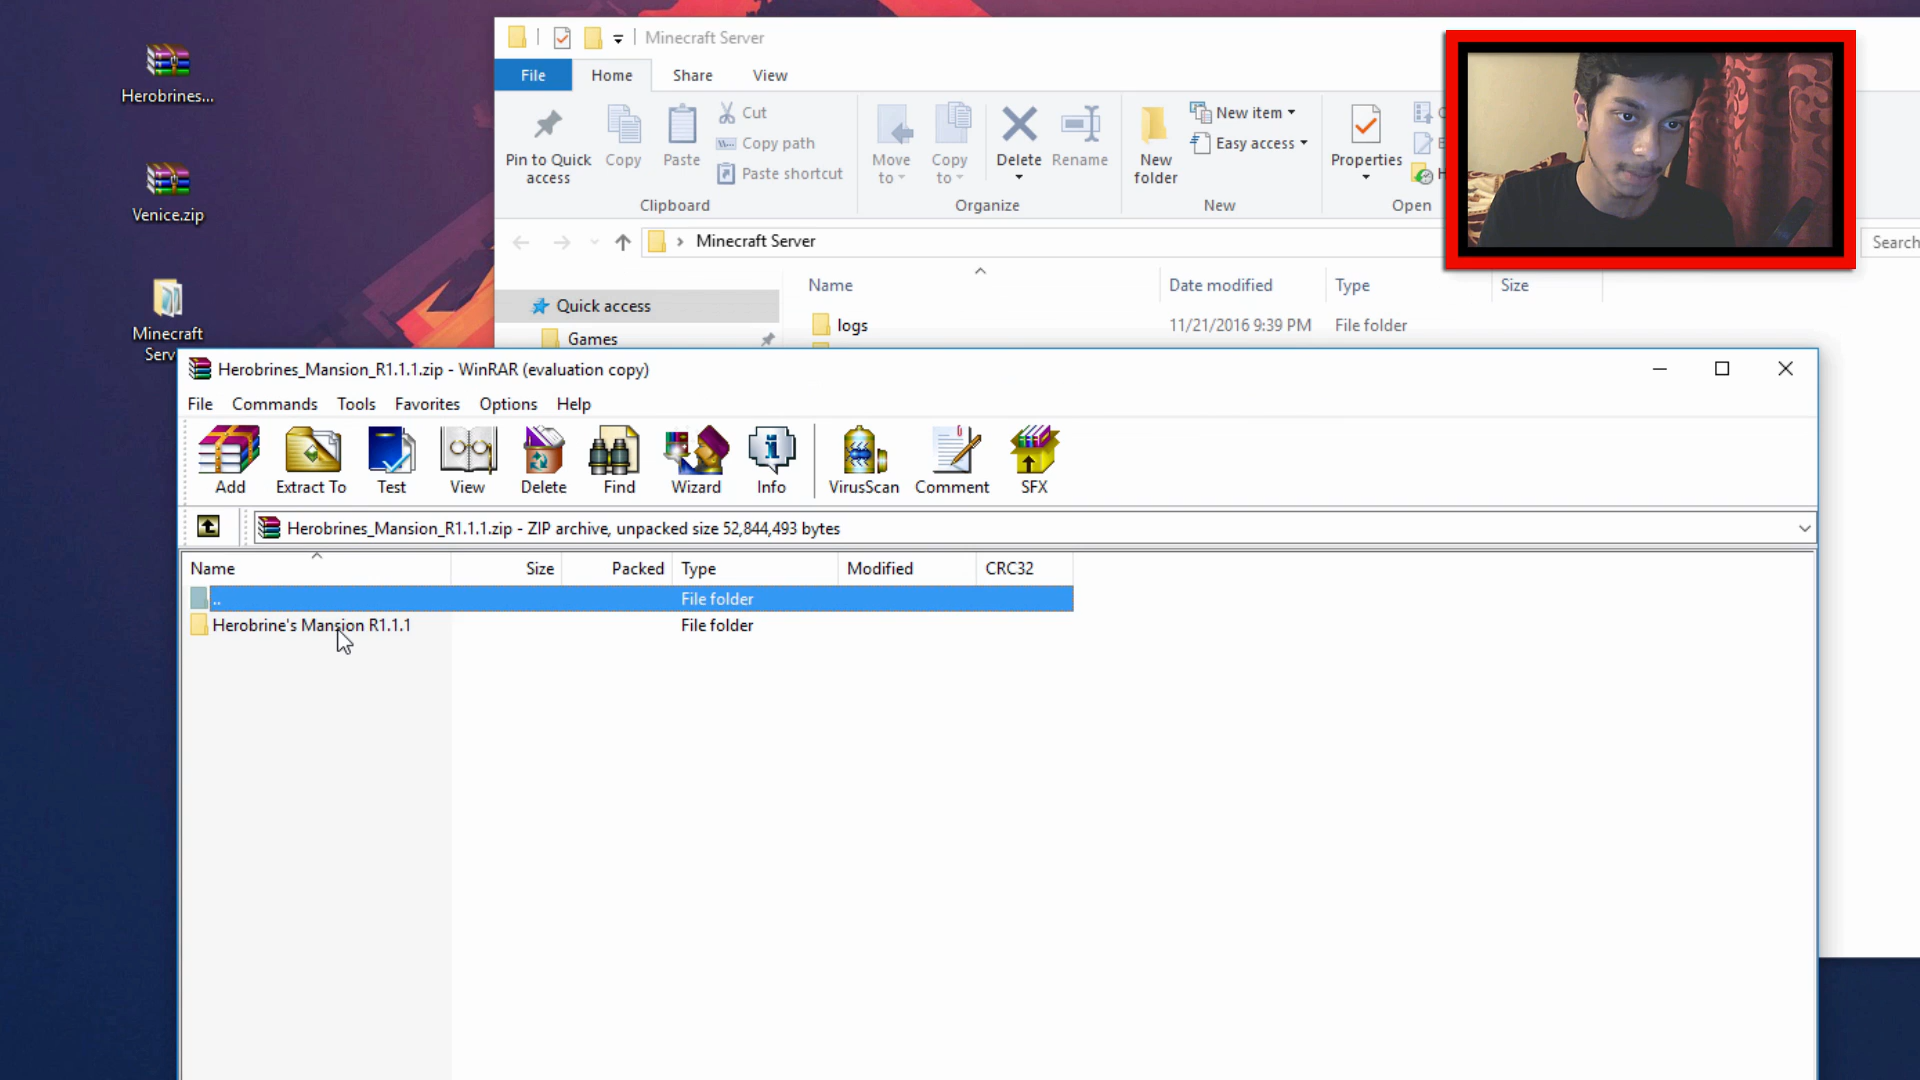 Herobrines...
Venice.zip
Minecraft
Serv
Minecraft Server
File Home Share View
Pin to Quick access
Copy
Paste
Cut
Copy path
Paste shortcut
Clipboard
Move to
Copy to
Delete
Rename
Organize
New folder
New item
Easy access
New
Properties
Open
Minecraft Server
Search
Quick access
Games
Name Date modified Type Size
logs 11/21/2016 9:39 PM File folder
Herobrines_Mansion_R1.1.1.zip - WinRAR (evaluation copy)
File Commands Tools Favorites Options Help
Add Extract To Test View Delete Find Wizard Info VirusScan Comment SFX
Herobrines_Mansion_R1.1.1.zip - ZIP archive, unpacked size 52,844,493 bytes
Name Size Packed Type Modified CRC32
.. File folder
Herobrine's Mansion R1.1.1 File folder